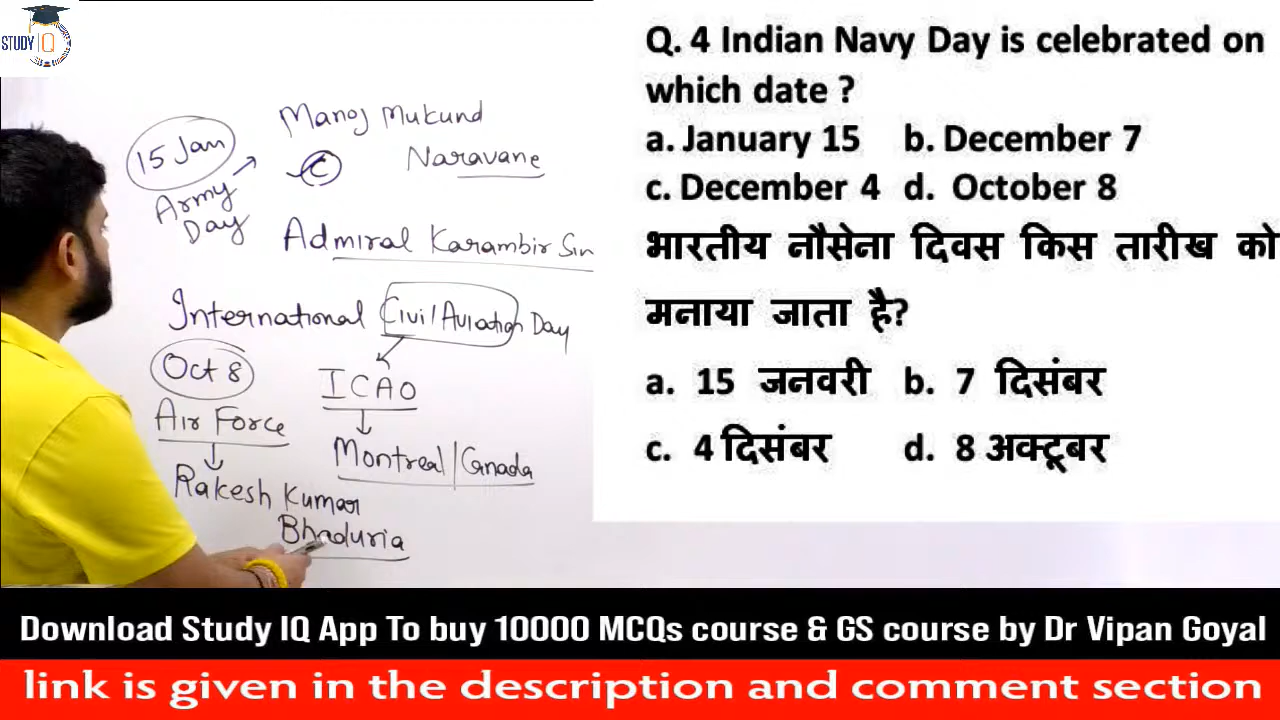 STUDY IQ
15 Jan
Army
Day
Manoj Mukund
Naravane
C
Admiral Karambir Sin
International Civil Aviation Day
Oct 8
Air Force
Rakesh Kumar
Bhaduria
ICAO
Montreal/Canada
Q. 4 Indian Navy Day is celebrated on
which date ?
a. January 15 b. December 7
c. December 4 d. October 8
भारतीय नौसेना दिवस किस तारीख को
मनाया जाता है?
a. 15 जनवरी b. 7 दिसंबर
c. 4 दिसंबर d. 8 अक्टूबर
Download Study IQ App To buy 10000 MCQs course & GS course by Dr Vipan Goyal
link is given in the description and comment section